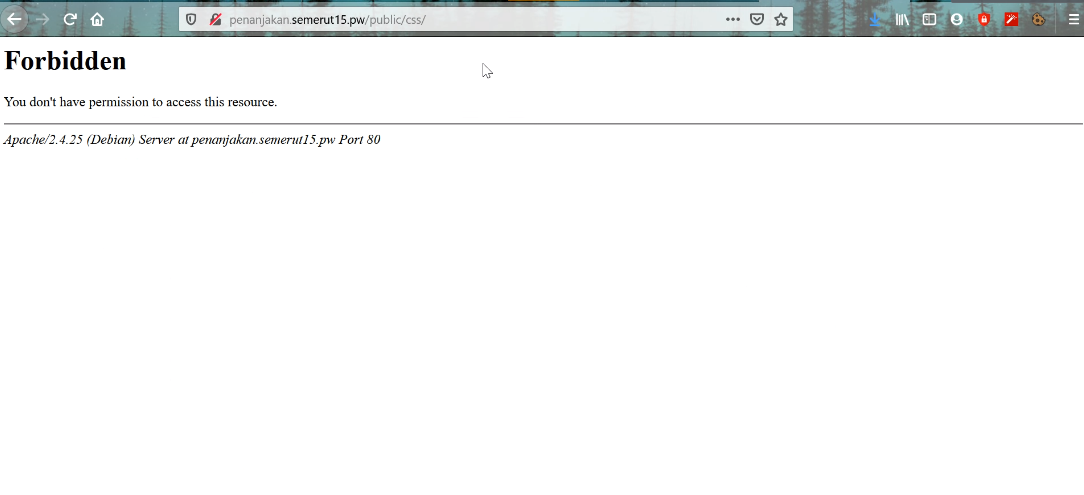 penanjakan.semerut15.pw/public/css/
Forbidden
You don't have permission to access this resource.
Apache/2.4.25 (Debian) Server at penanjakan.semerut15.pw Port 80